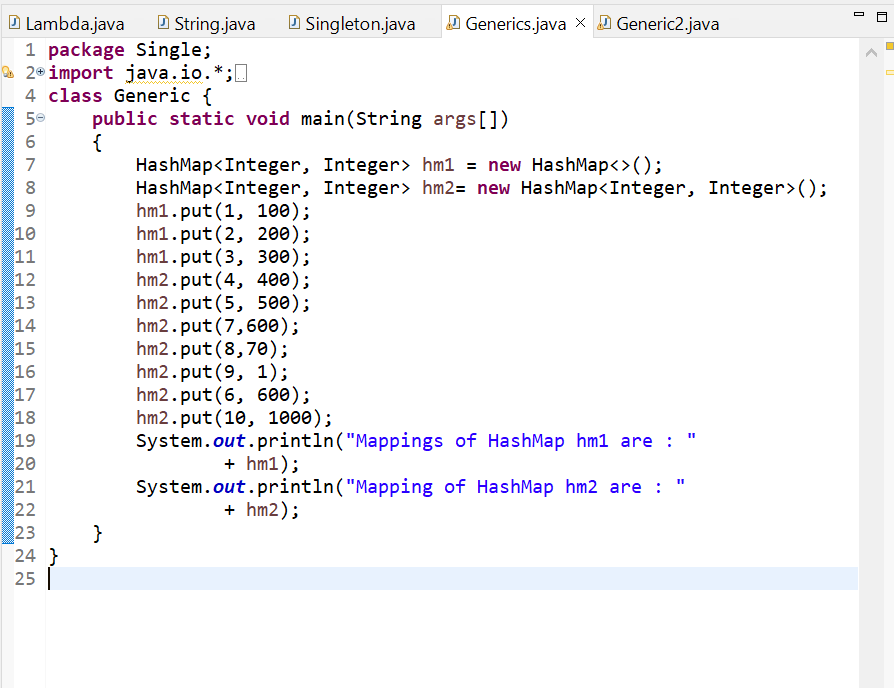 Lambda.java String.java Singleton.java Generics.java Generic2.java
1 package Single;
2 import java.io.*;
4 class Generic {
5     public static void main(String args[])
6     {
7         HashMap<Integer, Integer> hm1 = new HashMap<>();
8         HashMap<Integer, Integer> hm2= new HashMap<Integer, Integer>();
9         hm1.put(1, 100);
10         hm1.put(2, 200);
11         hm1.put(3, 300);
12         hm2.put(4, 400);
13         hm2.put(5, 500);
14         hm2.put(7,600);
15         hm2.put(8,70);
16         hm2.put(9, 1);
17         hm2.put(6, 600);
18         hm2.put(10, 1000);
19         System.out.println("Mappings of HashMap hm1 are : "
20                 + hm1);
21         System.out.println("Mapping of HashMap hm2 are : "
22                 + hm2);
23     }
24 }
25